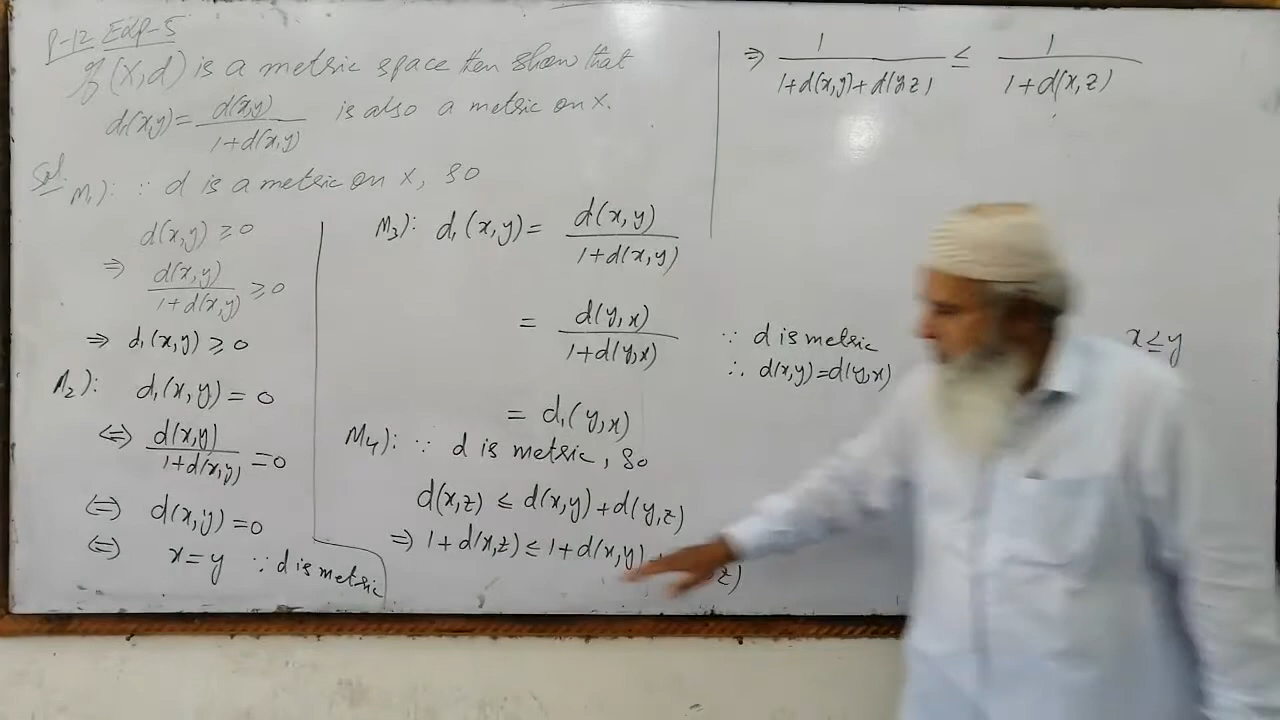 P-12 Exp-5
If (X,d) is a metric space then show that
d₁(x,y) = d(x,y) / 1+d(x,y) is also a metric on X.
Sol: M₁): ∵ d is a metric on X, so
d(x,y) ≥ 0
⇒ d(x,y) / 1+d(x,y) ≥ 0
⇒ d₁(x,y) ≥ 0
M₂): d₁(x,y) = 0
⇔ d(x,y) / 1+d(x,y) = 0
⇔ d(x,y) = 0
⇔ x = y ∵ d is metric
M₃): d₁(x,y) = d(x,y) / 1+d(x,y)
= d(y,x) / 1+d(y,x) ∵ d is metric
∴ d(x,y) = d(y,x)
= d₁(y,x)
M₄): ∵ d is metric, so
d(x,z) ≤ d(x,y) + d(y,z)
⇒ 1+d(x,z) ≤ 1+d(x,y) z)
⇒ 1 / 1+d(x,y)+d(y,z) ≤ 1 / 1+d(x,z)
x ≤ y